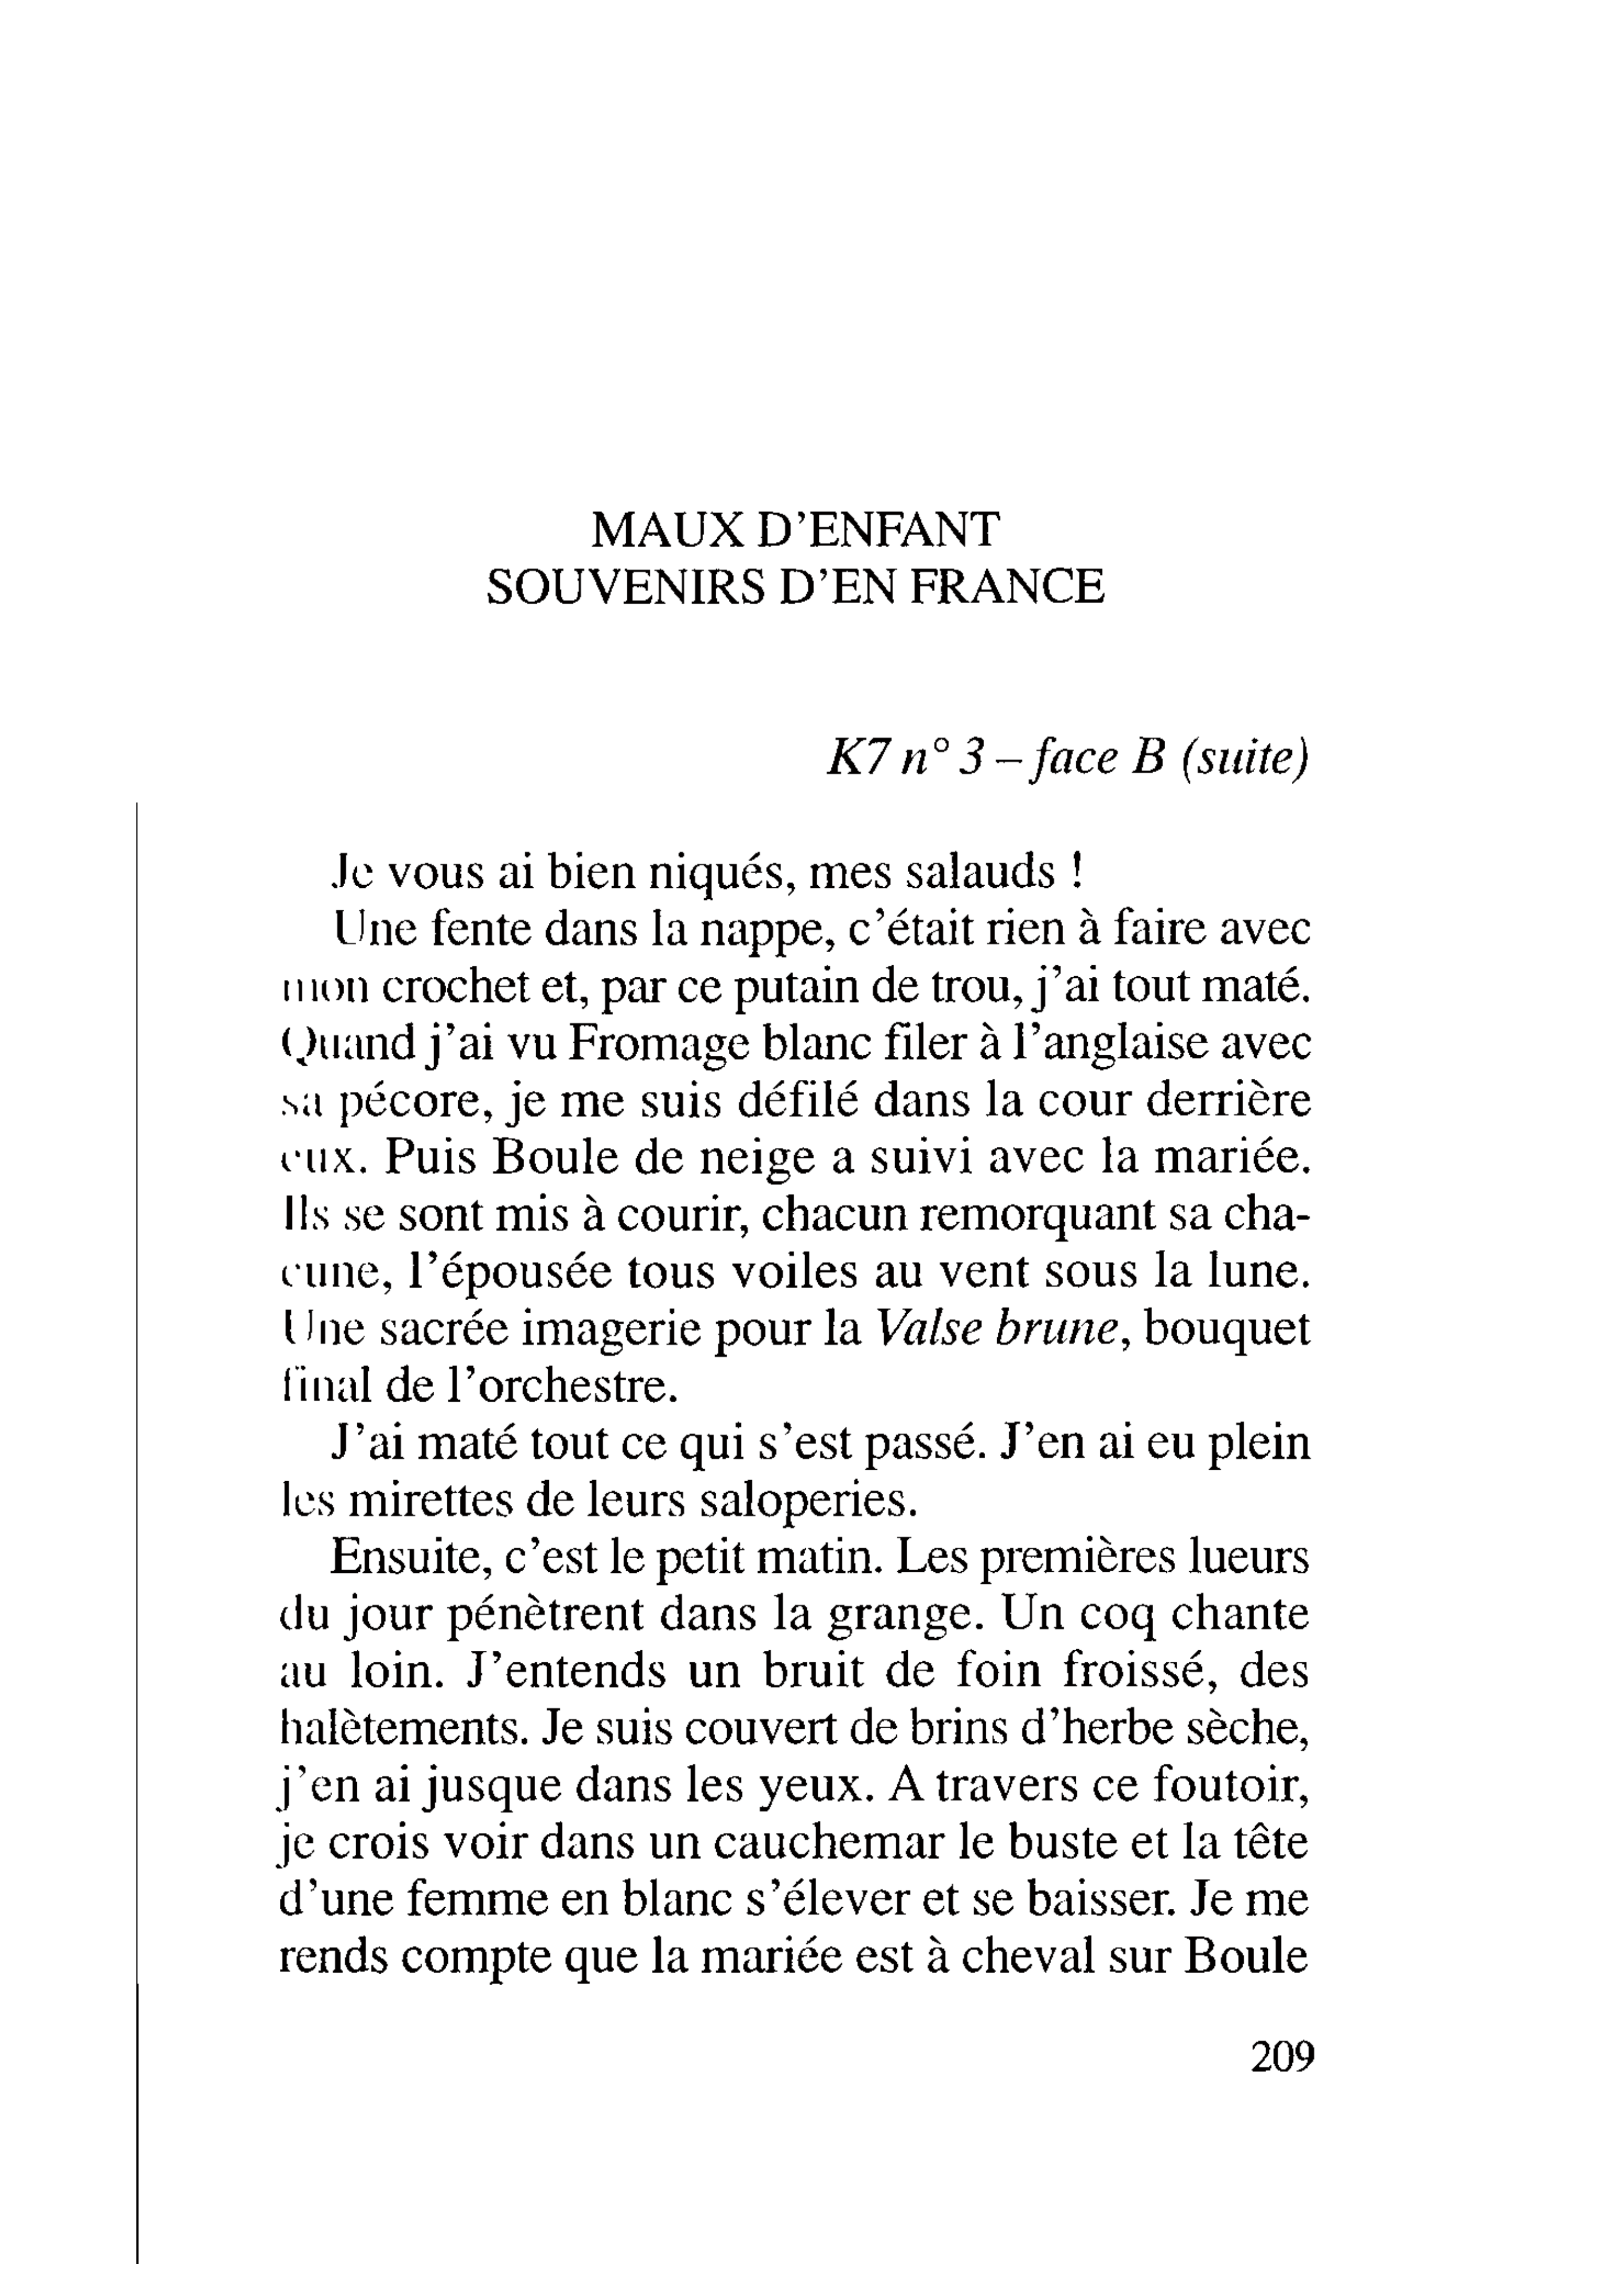 MAUX D'ENFANT
SOUVENIRS D'EN FRANCE
K7 n° 3 – face B (suite)
Je vous ai bien niqués, mes salauds !
Une fente dans la nappe, c'était rien à faire avec
mon crochet et, par ce putain de trou, j'ai tout maté.
Quand j'ai vu Fromage blanc filer à l'anglaise avec
sa pécore, je me suis défilé dans la cour derrière
eux. Puis Boule de neige a suivi avec la mariée.
Ils se sont mis à courir, chacun remorquant sa cha-
cune, l'épousée tous voiles au vent sous la lune.
Une sacrée imagerie pour la Valse brune, bouquet
final de l'orchestre.
J'ai maté tout ce qui s'est passé. J'en ai eu plein
les mirettes de leurs saloperies.
Ensuite, c'est le petit matin. Les premières lueurs
du jour pénètrent dans la grange. Un coq chante
au loin. J'entends un bruit de foin froissé, des
halètements. Je suis couvert de brins d'herbe sèche,
j'en ai jusque dans les yeux. A travers ce foutoir,
je crois voir dans un cauchemar le buste et la tête
d'une femme en blanc s'élever et se baisser. Je me
rends compte que la mariée est à cheval sur Boule
209